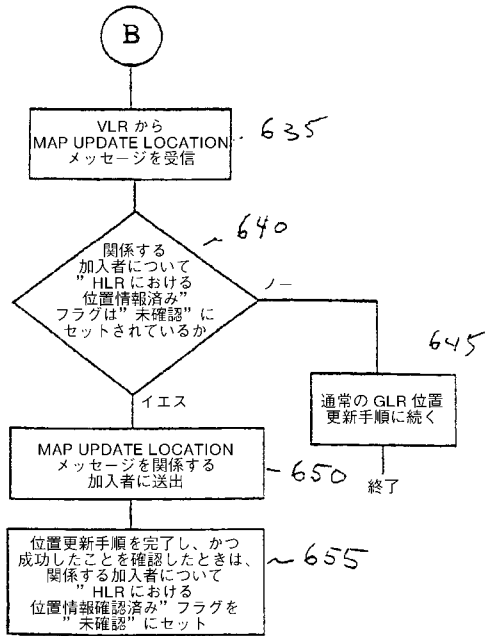 B
VLR から
MAP UPDATE LOCATION
メッセージを受信
635
関係する
加入者について
” HLR における
位置情報済み”
フラグは” 未確認” に
セットされているか
640
ノー
645
通常の GLR 位置
更新手順に続く
終了
イエス
MAP UPDATE LOCATION
メッセージを関係する
加入者に送出
650
位置更新手順を完了し、かつ
成功したことを確認したときは、
関係する加入者について
” HLR における
位置情報確認済み” フラグを
” 未確認” にセット
655